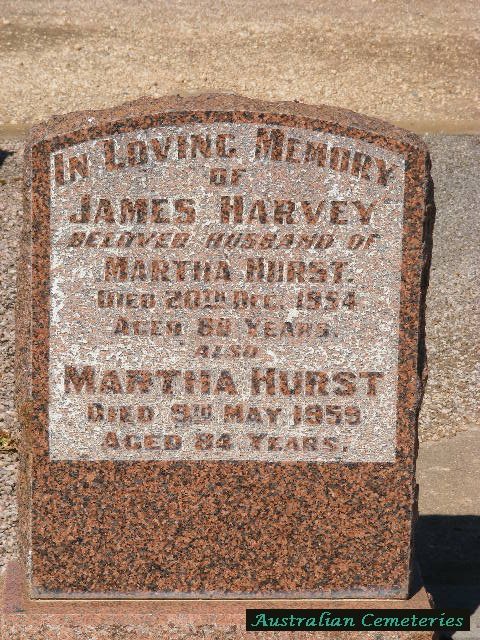 In Loving Memory
of
James Harvey
Beloved Husband of
Martha Hurst.
Died 20th Dec. 1954
Aged Years.
Also
Martha Hurst
Died 9th May 1959
Aged 84 Years.
Australian Cemeteries